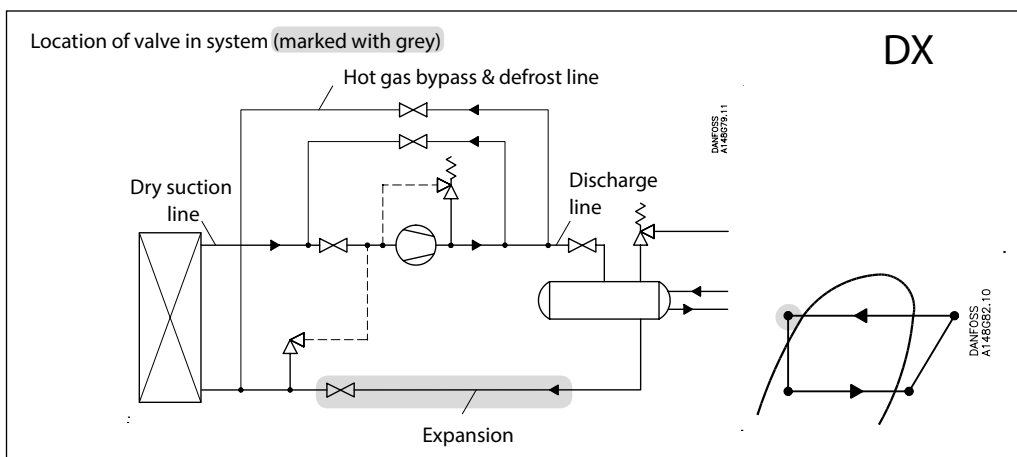 Location of valve in system (marked with grey)
DX
Hot gas bypass & defrost line
DANFOSS
A148G79.11
Dry suction
line
Discharge
line
DANFOSS
A148G82.10
:
Expansion